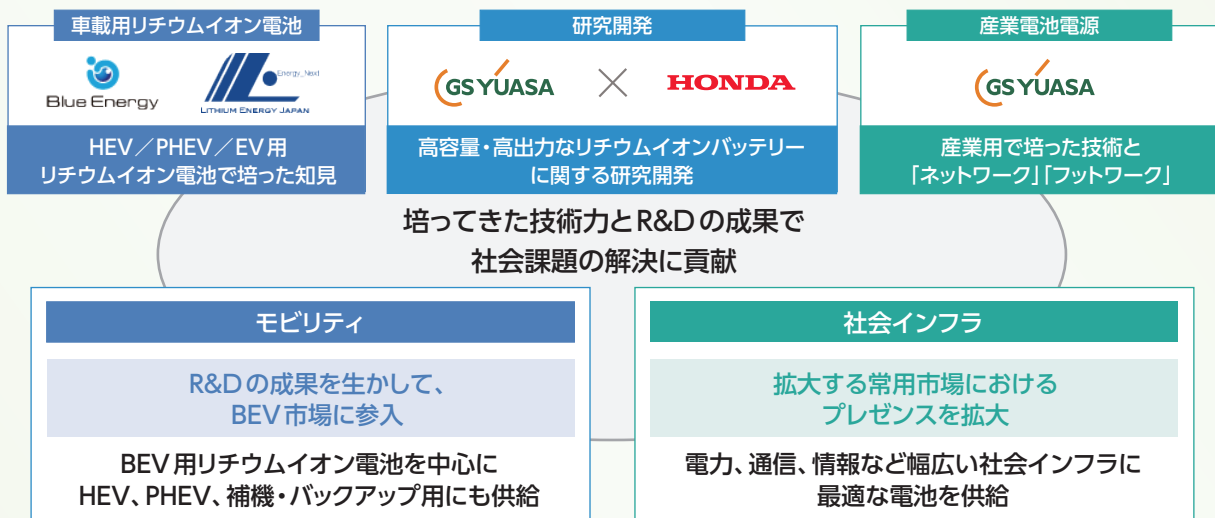 車載用リチウムイオン電池
Blue Energy
Energy_Next
LITHIUM ENERGY JAPAN
HEV／PHEV／EV用
リチウムイオン電池で培った知見
研究開発
GS YUASA × HONDA
高容量・高出力なリチウムイオンバッテリー
に関する研究開発
産業電池電源
GS YUASA
産業用で培った技術と
「ネットワーク」「フットワーク」
培ってきた技術力とR&Dの成果で
社会課題の解決に貢献
モビリティ
R&Dの成果を生かして、
BEV市場に参入
BEV用リチウムイオン電池を中心に
HEV、PHEV、補機・バックアップ用にも供給
社会インフラ
拡大する常用市場における
プレゼンスを拡大
電力、通信、情報など幅広い社会インフラに
最適な電池を供給